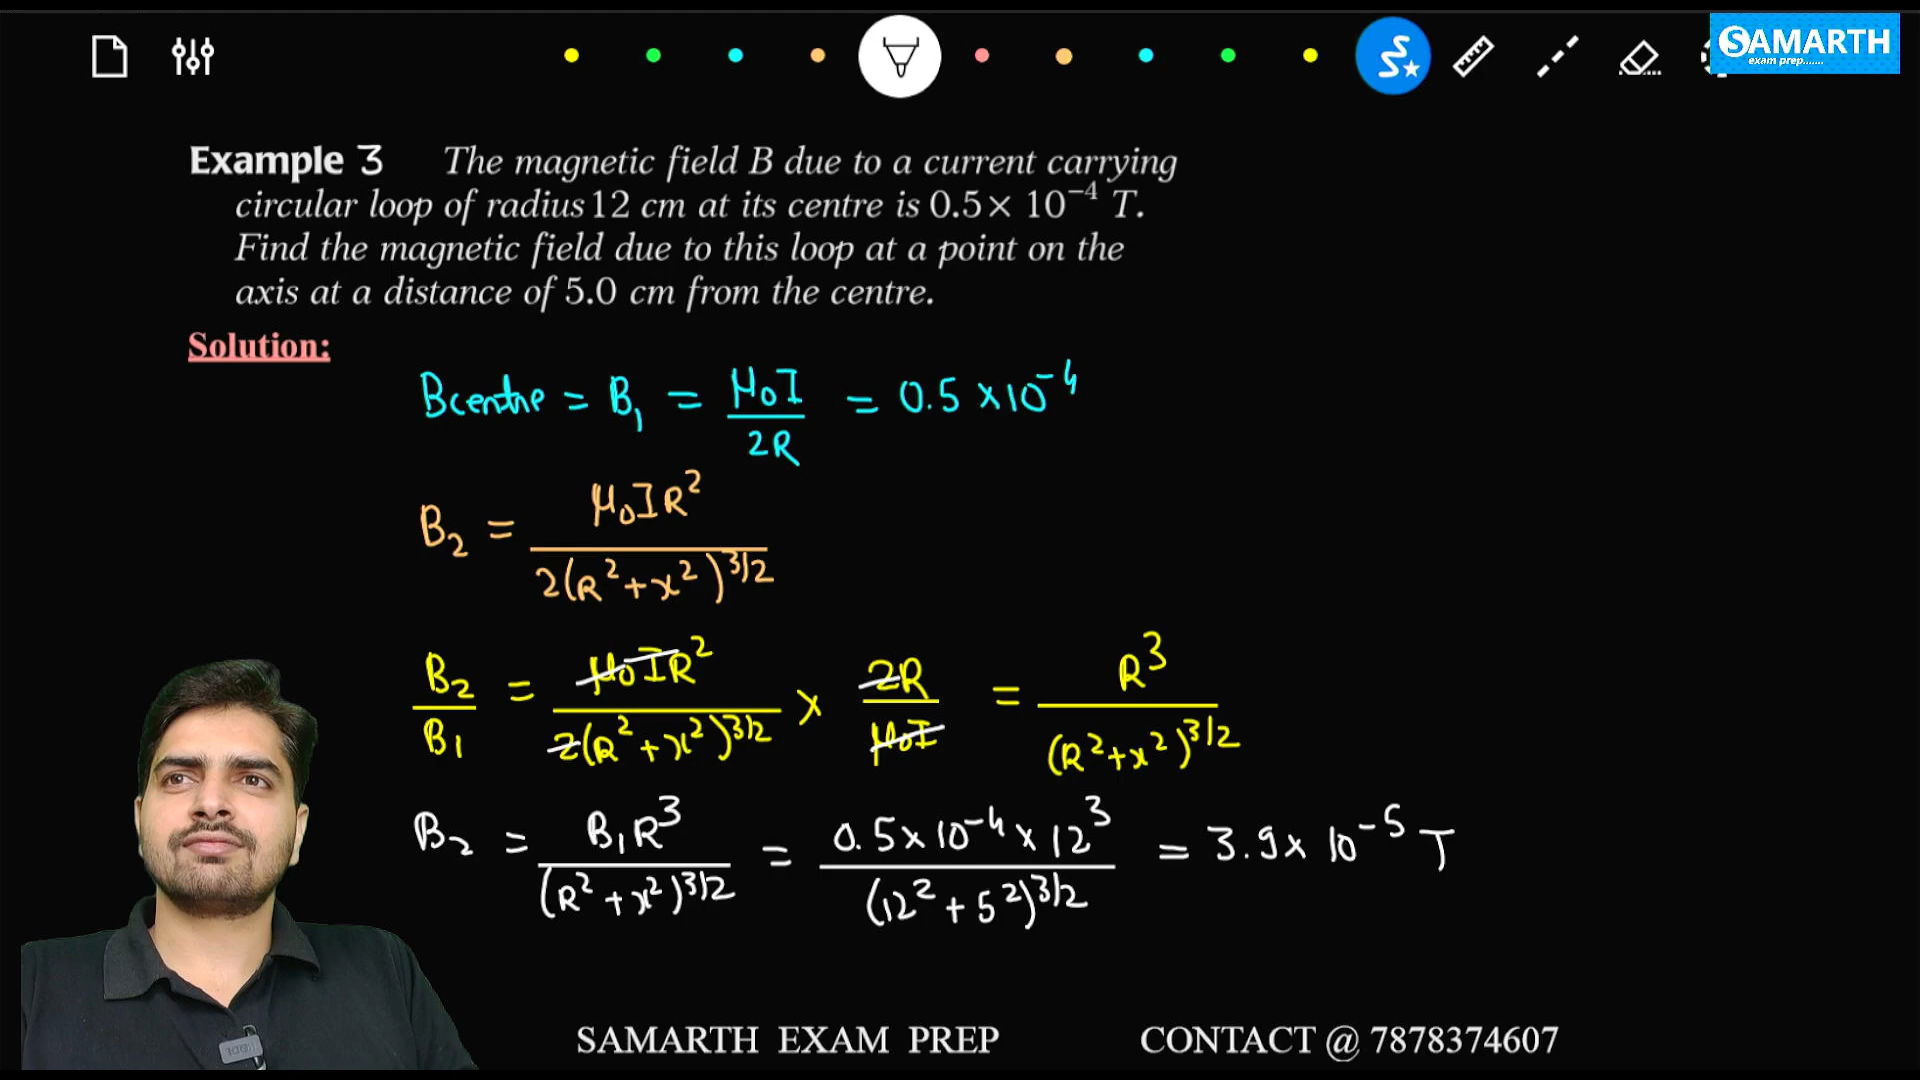 SAMARTH
exam prep.......
Example 3 The magnetic field B due to a current carrying
circular loop of radius 12 cm at its centre is 0.5 × 10⁻⁴ T.
Find the magnetic field due to this loop at a point on the
axis at a distance of 5.0 cm from the centre.
Solution:
Bcentre = B₁ = μ₀I / 2R = 0.5 × 10⁻⁴
B₂ = μ₀IR² / 2(R² + x²)^3/2
B₂ / B₁ = μ₀IR² / 2(R² + x²)^3/2 × 2R / μ₀I = R³ / (R² + x²)^3/2
B₂ = B₁R³ / (R² + x²)^3/2 = 0.5 × 10⁻⁴ × 12³ / (12² + 5²)^3/2 = 3.9 × 10⁻⁵ T
SAMARTH EXAM PREP CONTACT @ 7878374607